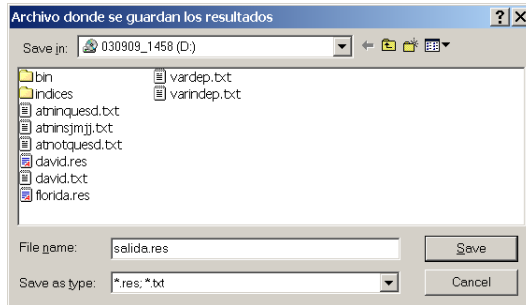 Archivo donde se guardan los resultados
Save in: 030909_1458 (D:)
bin
indices
atninquesd.txt
atninsjmjj.txt
atnotquesd.txt
david.res
david.txt
florida.res
vardep.txt
varindep.txt
File name: salida.res Save
Save as type: *.res; *.txt Cancel